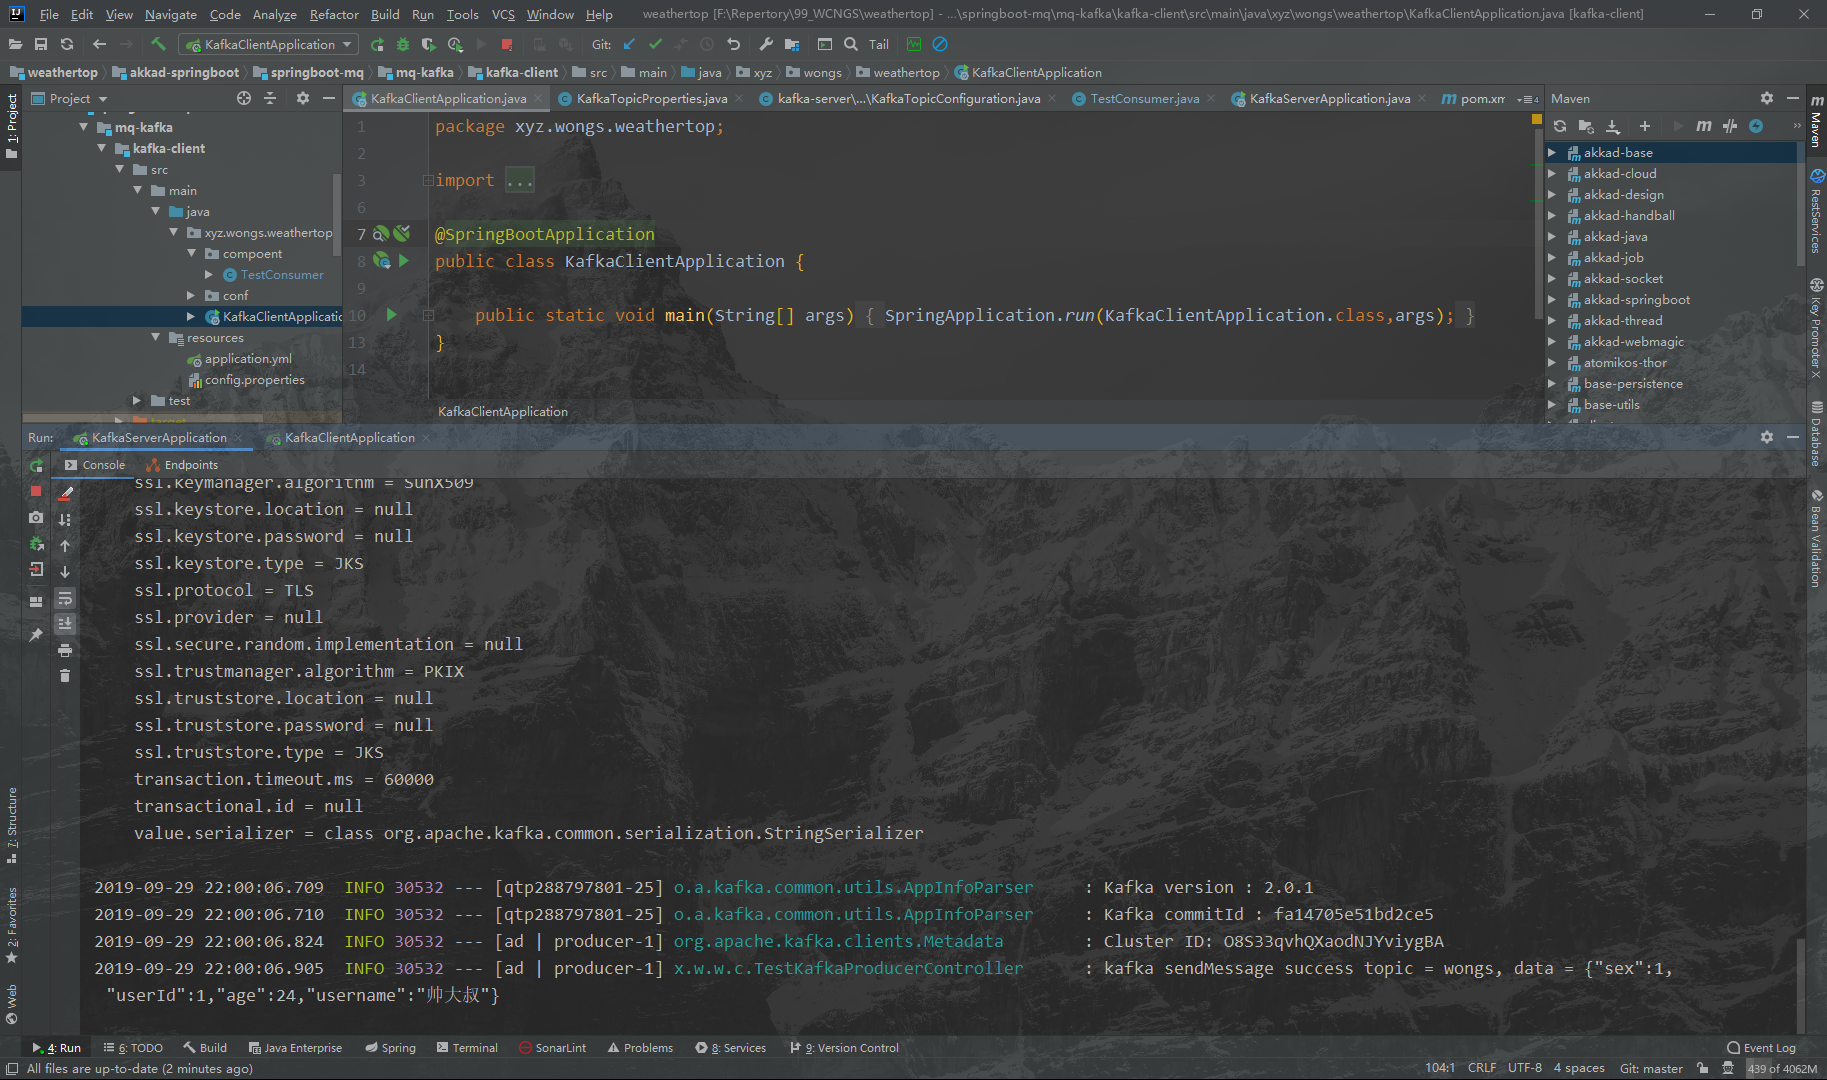 File Edit View Navigate Code Analyze Refactor Build Run Tools VCS Window Help weathertop [F:\Repertory\99_WCNGS\weathertop] - ...\springboot-mq\mq-kafka\kafka-client\src\main\java\xyz\wongs\weathertop\KafkaClientApplication.java [kafka-client]
KafkaClientApplication Git: Tail
weathertop akkad-springboot springboot-mq mq-kafka kafka-client src main java xyz wongs weathertop KafkaClientApplication
1: Project
Project
KafkaClientApplication.java KafkaTopicProperties.java kafka-server\...\KafkaTopicConfiguration.java TestConsumer.java KafkaServerApplication.java pom.xm 4 Maven
mq-kafka
kafka-client
src
main
java
xyz.wongs.weathertop
compoent
TestConsumer
conf
KafkaClientApplicatio
resources
application.yml
config.properties
test
target
1 package xyz.wongs.weathertop;
2
3 import ...
6
7 @SpringBootApplication
8 public class KafkaClientApplication {
9
10 public static void main(String[] args) { SpringApplication.run(KafkaClientApplication.class,args); }
13 }
14
KafkaClientApplication
akkad-base
akkad-cloud
akkad-design
akkad-handball
akkad-java
akkad-job
akkad-socket
akkad-springboot
akkad-thread
akkad-webmagic
atomikos-thor
base-persistence
base-utils
Maven
RestServices
Key Promoter X
Database
Bean Validation
Run: KafkaServerApplication KafkaClientApplication
Console Endpoints
ssl.keymanager.algorithm = SunX509
ssl.keystore.location = null
ssl.keystore.password = null
ssl.keystore.type = JKS
ssl.protocol = TLS
ssl.provider = null
ssl.secure.random.implementation = null
ssl.trustmanager.algorithm = PKIX
ssl.truststore.location = null
ssl.truststore.password = null
ssl.truststore.type = JKS
transaction.timeout.ms = 60000
transactional.id = null
value.serializer = class org.apache.kafka.common.serialization.StringSerializer
2019-09-29 22:00:06.709 INFO 30532 --- [qtp288797801-25] o.a.kafka.common.utils.AppInfoParser : Kafka version : 2.0.1
2019-09-29 22:00:06.710 INFO 30532 --- [qtp288797801-25] o.a.kafka.common.utils.AppInfoParser : Kafka commitId : fa14705e51bd2ce5
2019-09-29 22:00:06.824 INFO 30532 --- [ad | producer-1] org.apache.kafka.clients.Metadata : Cluster ID: O8S33qvhQXaodNJYviygBA
2019-09-29 22:00:06.905 INFO 30532 --- [ad | producer-1] x.w.w.c.TestKafkaProducerController : kafka sendMessage success topic = wongs, data = {"sex":1,
"userId":1,"age":24,"username":"帅大叔"}
7: Structure
2: Favorites
Web
4: Run 6: TODO Build Java Enterprise Spring Terminal SonarLint Problems 8: Services 9: Version Control Event Log
All files are up-to-date (2 minutes ago) 104:1 CRLF UTF-8 4 spaces Git: master 439 of 4062M